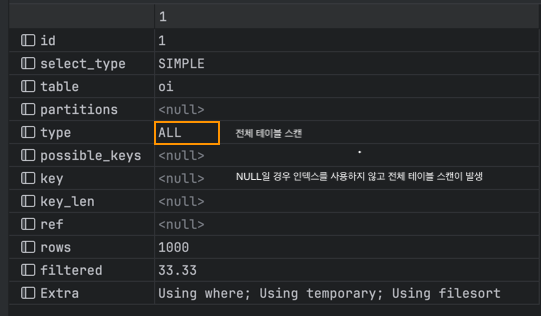 1
id 1
select_type SIMPLE
table oi
partitions <null>
type ALL 전체 테이블 스캔
possible_keys <null>
key <null> NULL일 경우 인덱스를 사용하지 않고 전체 테이블 스캔이 발생
key_len <null>
ref <null>
rows 1000
filtered 33.33
Extra Using where; Using temporary; Using filesort